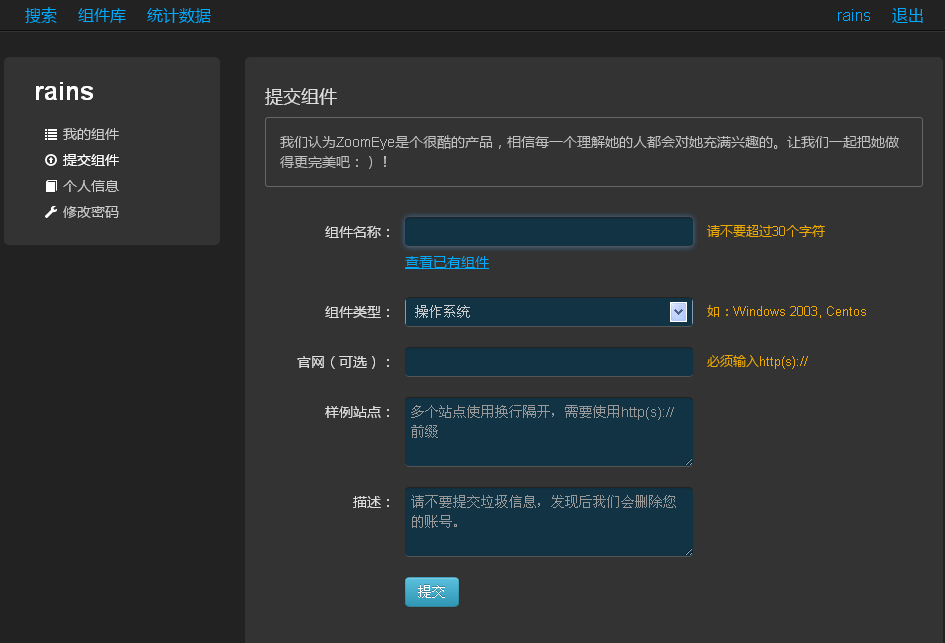 搜索 组件库 统计数据 rains 退出
rains
我的组件
提交组件
个人信息
修改密码
提交组件
我们认为ZoomEye是个很酷的产品，相信每一个理解她的人都会对她充满兴趣的。让我们一起把她做
得更完美吧：）！
组件名称： 请不要超过30个字符
查看已有组件
组件类型： 操作系统 如：Windows 2003, Centos
官网（可选）： 必须输入http(s)://
样例站点： 多个站点使用换行隔开，需要使用http(s)://
前缀
描述： 请不要提交垃圾信息，发现后我们会删除您
的账号。
提交